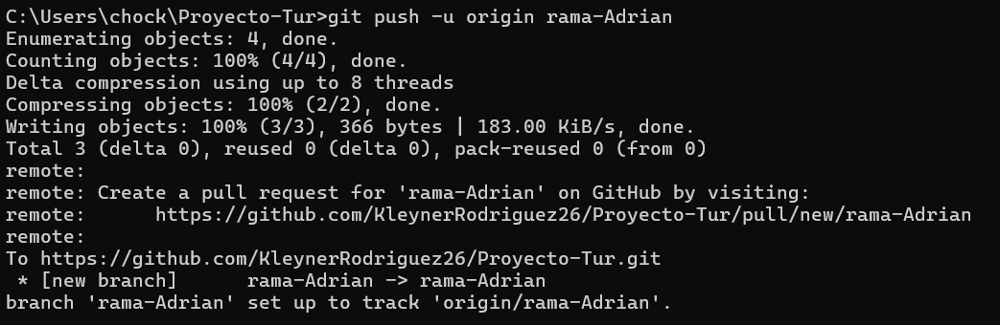 C:\Users\chock\Proyecto-Tur>git push -u origin rama-Adrian
Enumerating objects: 4, done.
Counting objects: 100% (4/4), done.
Delta compression using up to 8 threads
Compressing objects: 100% (2/2), done.
Writing objects: 100% (3/3), 366 bytes | 183.00 KiB/s, done.
Total 3 (delta 0), reused 0 (delta 0), pack-reused 0 (from 0)
remote:
remote: Create a pull request for 'rama-Adrian' on GitHub by visiting:
remote:      https://github.com/KleynerRodriguez26/Proyecto-Tur/pull/new/rama-Adrian
remote:
To https://github.com/KleynerRodriguez26/Proyecto-Tur.git
 * [new branch]      rama-Adrian -> rama-Adrian
branch 'rama-Adrian' set up to track 'origin/rama-Adrian'.